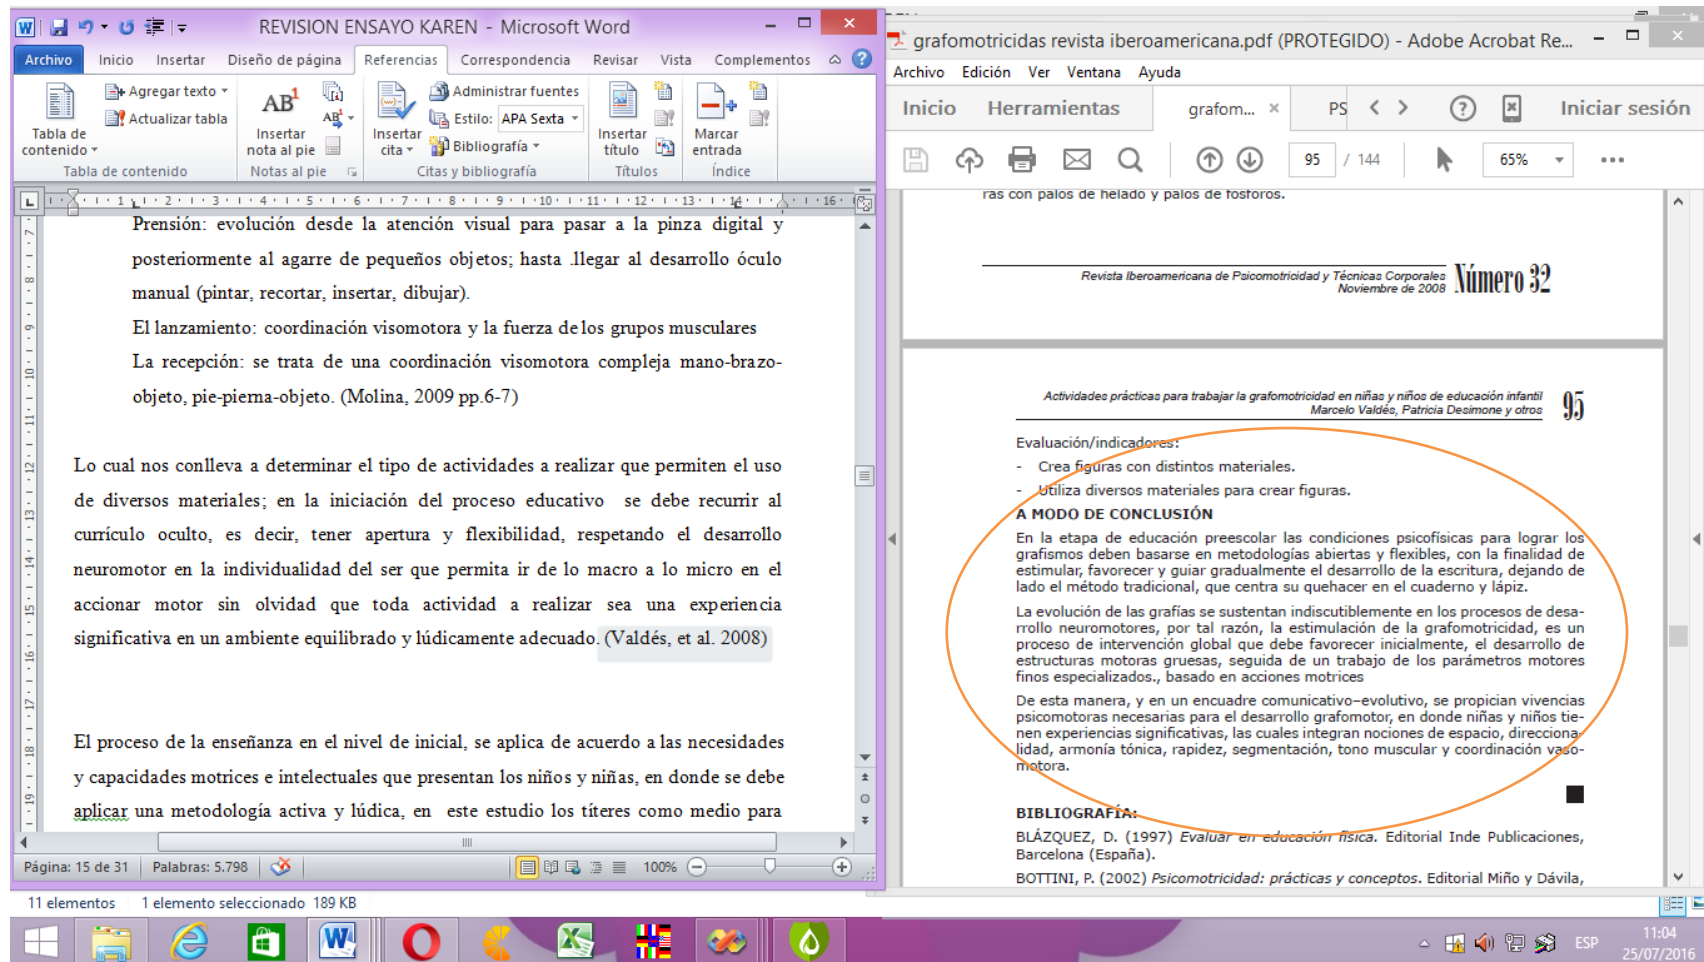 REVISION ENSAYO KAREN - Microsoft Word
Archivo Inicio Insertar Diseño de página Referencias Correspondencia Revisar Vista Complementos
Agregar texto
Actualizar tabla
Tabla de contenido
Tabla de contenido
AB1
Insertar nota al pie
Notas al pie
Insertar cita
Administrar fuentes
Estilo: APA Sexta
Bibliografía
Citas y bibliografía
Insertar título
Títulos
Marcar entrada
Índice
Prensión: evolución desde la atención visual para pasar a la pinza digital y
posteriormente al agarre de pequeños objetos; hasta .llegar al desarrollo óculo
manual (pintar, recortar, insertar, dibujar).
El lanzamiento: coordinación visomotora y la fuerza de los grupos musculares
La recepción: se trata de una coordinación visomotora compleja mano-brazo-
objeto, pie-pierna-objeto. (Molina, 2009 pp.6-7)
Lo cual nos conlleva a determinar el tipo de actividades a realizar que permiten el uso
de diversos materiales; en la iniciación del proceso educativo se debe recurrir al
currículo oculto, es decir, tener apertura y flexibilidad, respetando el desarrollo
neuromotor en la individualidad del ser que permita ir de lo macro a lo micro en el
accionar motor sin olvidad que toda actividad a realizar sea una experiencia
significativa en un ambiente equilibrado y lúdicamente adecuado. (Valdés, et al. 2008)
El proceso de la enseñanza en el nivel de inicial, se aplica de acuerdo a las necesidades
y capacidades motrices e intelectuales que presentan los niños y niñas, en donde se debe
aplicar una metodología activa y lúdica, en este estudio los títeres como medio para
Página: 15 de 31 Palabras: 5.798 100%
11 elementos 1 elemento seleccionado 189 KB
grafomotricidas revista iberoamericana.pdf (PROTEGIDO) - Adobe Acrobat Re...
Archivo Edición Ver Ventana Ayuda
Inicio Herramientas grafom... × PS Iniciar sesión
95 / 144 65%
ras con palos de helado y palos de fosforos.
Revista Iberoamericana de Psicomotricidad y Técnicas Corporales
Noviembre de 2008
Número 32
Actividades prácticas para trabajar la grafomotricidad en niñas y niños de educación infantil
Marcelo Valdés, Patricia Desimone y otros
95
Evaluación/indicadores:
- Crea figuras con distintos materiales.
- Utiliza diversos materiales para crear figuras.
A MODO DE CONCLUSIÓN
En la etapa de educación preescolar las condiciones psicofísicas para lograr los
grafismos deben basarse en metodologías abiertas y flexibles, con la finalidad de
estimular, favorecer y guiar gradualmente el desarrollo de la escritura, dejando de
lado el método tradicional, que centra su quehacer en el cuaderno y lápiz.
La evolución de las grafías se sustentan indiscutiblemente en los procesos de desa-
rrollo neuromotores, por tal razón, la estimulación de la grafomotricidad, es un
proceso de intervención global que debe favorecer inicialmente, el desarrollo de
estructuras motoras gruesas, seguida de un trabajo de los parámetros motores
finos especializados., basado en acciones motrices
De esta manera, y en un encuadre comunicativo–evolutivo, se propician vivencias
psicomotoras necesarias para el desarrollo grafomotor, en donde niñas y niños tie-
nen experiencias significativas, las cuales integran nociones de espacio, direcciona-
lidad, armonía tónica, rapidez, segmentación, tono muscular y coordinación vaso-
motora.
BIBLIOGRAFÍA:
BLÁZQUEZ, D. (1997) Evaluar en educación física. Editorial Inde Publicaciones,
Barcelona (España).
BOTTINI, P. (2002) Psicomotricidad: prácticas y conceptos. Editorial Miño y Dávila,
ESP
11:04
25/07/2016